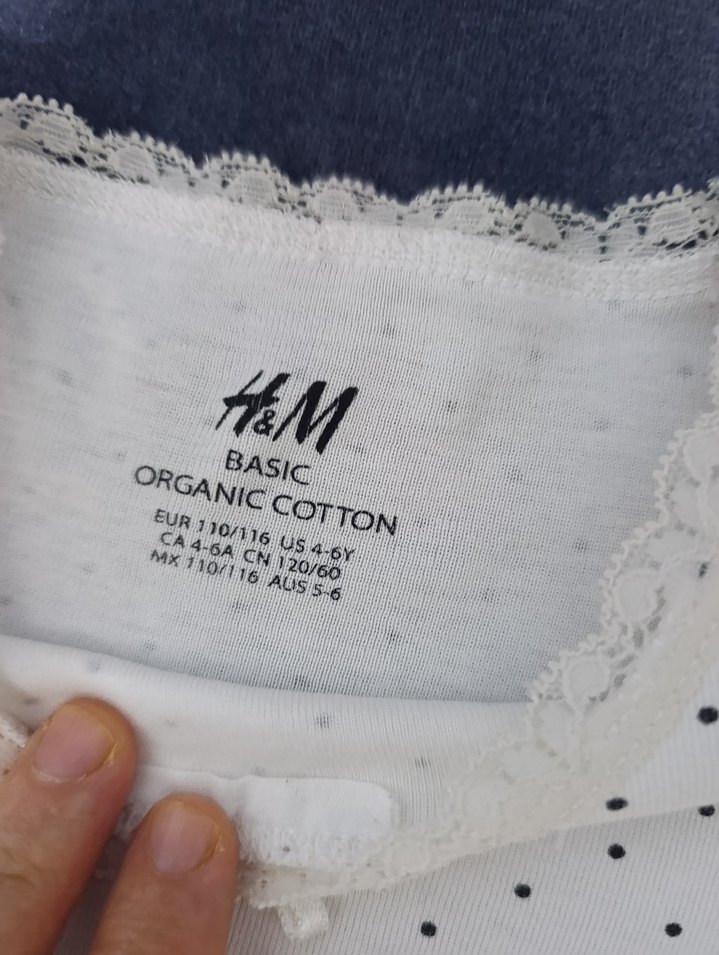 H&M
BASIC
ORGANIC COTTON
EUR 110/116 US 4-6Y
CA 4-6A CN 120/60
MX 110/116 AUS 5-6